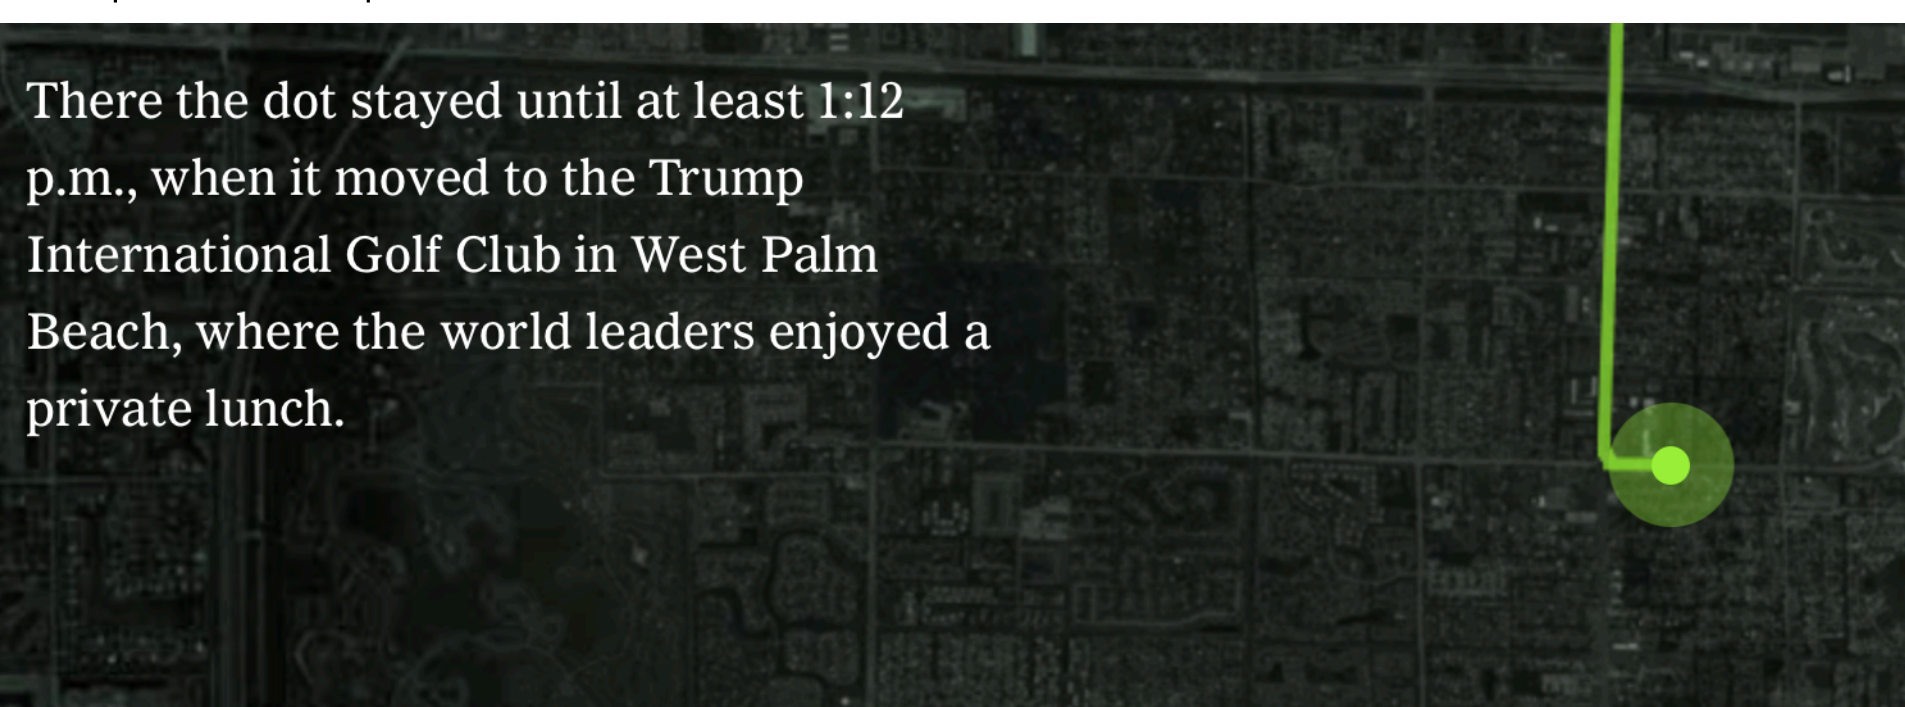 There the dot stayed until at least 1:12
p.m., when it moved to the Trump
International Golf Club in West Palm
Beach, where the world leaders enjoyed a
private lunch.